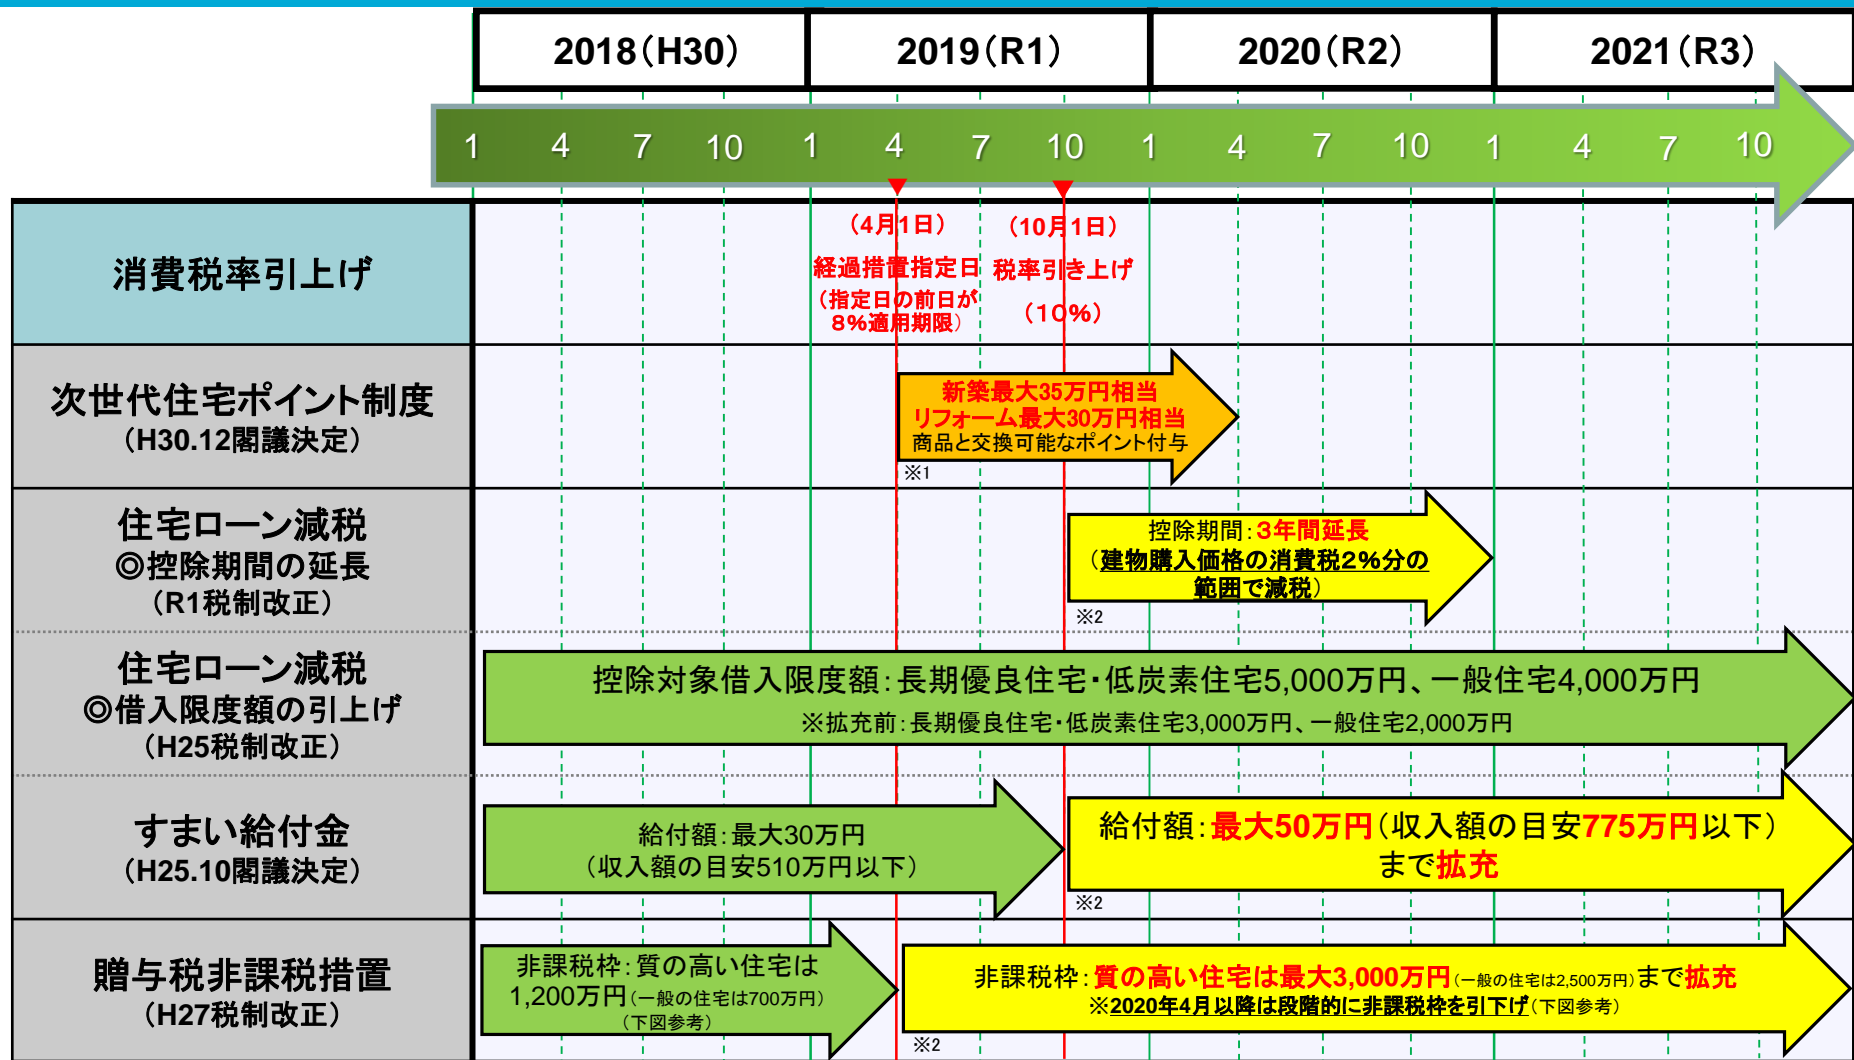 2018（H30）
2019（R1）
2020（R2）
2021（R3）
1 4 7 10 1 4 7 10 1 4 7 10 1 4 7 10
消費税率引上げ
（4月1日）
経過措置指定日
（指定日の前日が
8％適用期限）
（10月1日）
税率引き上げ
（10%）
次世代住宅ポイント制度
（H30.12閣議決定）
新築最大35万円相当
リフォーム最大30万円相当
商品と交換可能なポイント付与
※1
住宅ローン減税
◎控除期間の延長
（R1税制改正）
控除期間：３年間延長
（建物購入価格の消費税２％分の
範囲で減税）
※2
住宅ローン減税
◎借入限度額の引上げ
（H25税制改正）
控除対象借入限度額：長期優良住宅・低炭素住宅5,000万円、一般住宅4,000万円
※拡充前：長期優良住宅・低炭素住宅3,000万円、一般住宅2,000万円
すまい給付金
（H25.10閣議決定）
給付額：最大30万円
（収入額の目安510万円以下）
給付額：最大50万円（収入額の目安775万円以下）
まで拡充
※2
贈与税非課税措置
（H27税制改正）
非課税枠：質の高い住宅は
1,200万円（一般の住宅は700万円）
（下図参考）
非課税枠：質の高い住宅は最大3,000万円（一般の住宅は2,500万円）まで拡充
※2020年4月以降は段階的に非課税枠を引下げ（下図参考）
※2